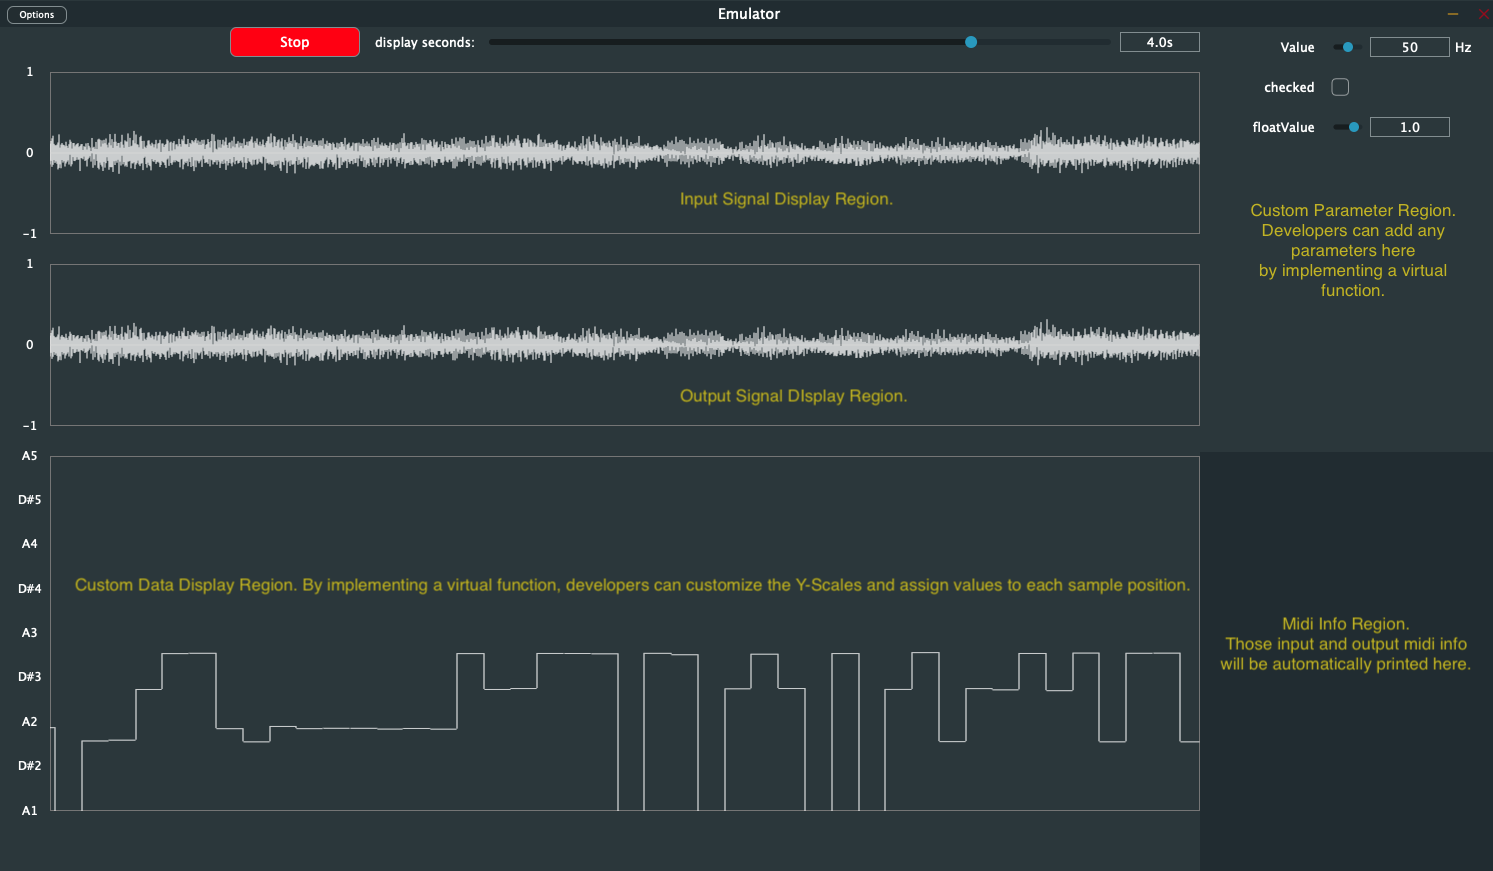 Options
Emulator
Stop
display seconds:
4.0s
Value
50
Hz
checked
floatValue
1.0
1
0
-1
Input Signal Display Region.
Custom Parameter Region.
Developers can add any
parameters here
by implementing a virtual
function.
1
0
-1
Output Signal DIsplay Region.
A5
D#5
A4
D#4
A3
D#3
A2
D#2
A1
Custom Data Display Region. By implementing a virtual function, developers can customize the Y-Scales and assign values to each sample position.
Midi Info Region.
Those input and output midi info
will be automatically printed here.